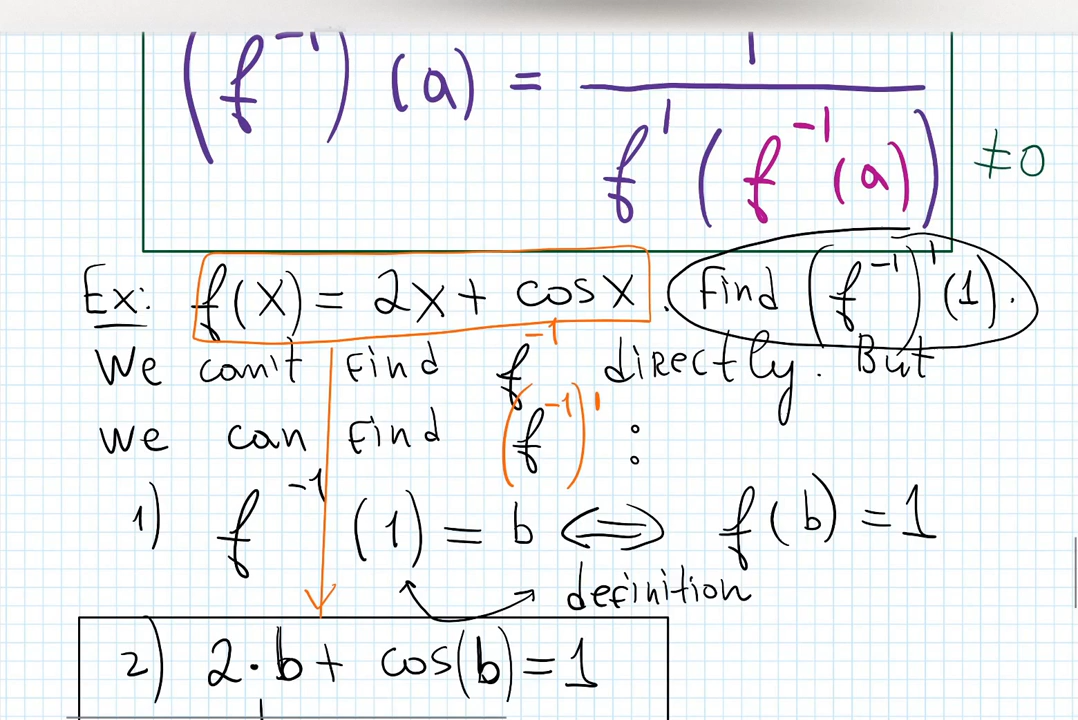 (f⁻¹)'(a) = 1 / f'(f⁻¹(a)) ≠0
Ex: f(x) = 2x + cosx. Find (f⁻¹)'(1).
We can't find f⁻¹ directly. But
we can find (f⁻¹)' :
1) f⁻¹(1) = b ⟺ f(b) = 1
definition
2) 2·b + cos(b) = 1